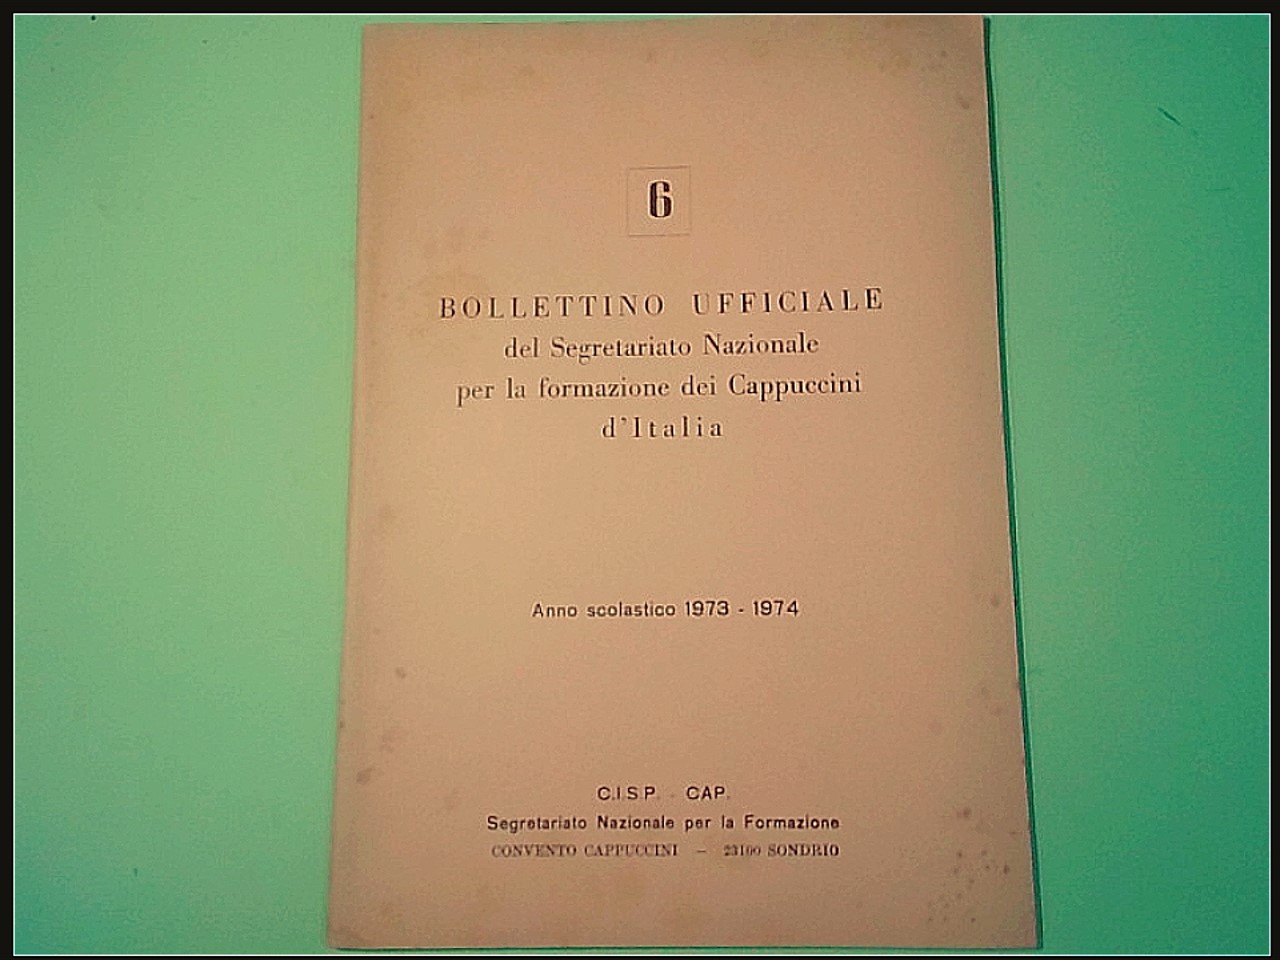 6
BOLLETTINO UFFICIALE
del Segretariato Nazionale
per la formazione dei Cappuccini
d'Italia
Anno scolastico 1973 - 1974
C.I.S.P. - CAP.
Segretariato Nazionale per la Formazione
CONVENTO CAPPUCCINI — 23100 SONDRIO